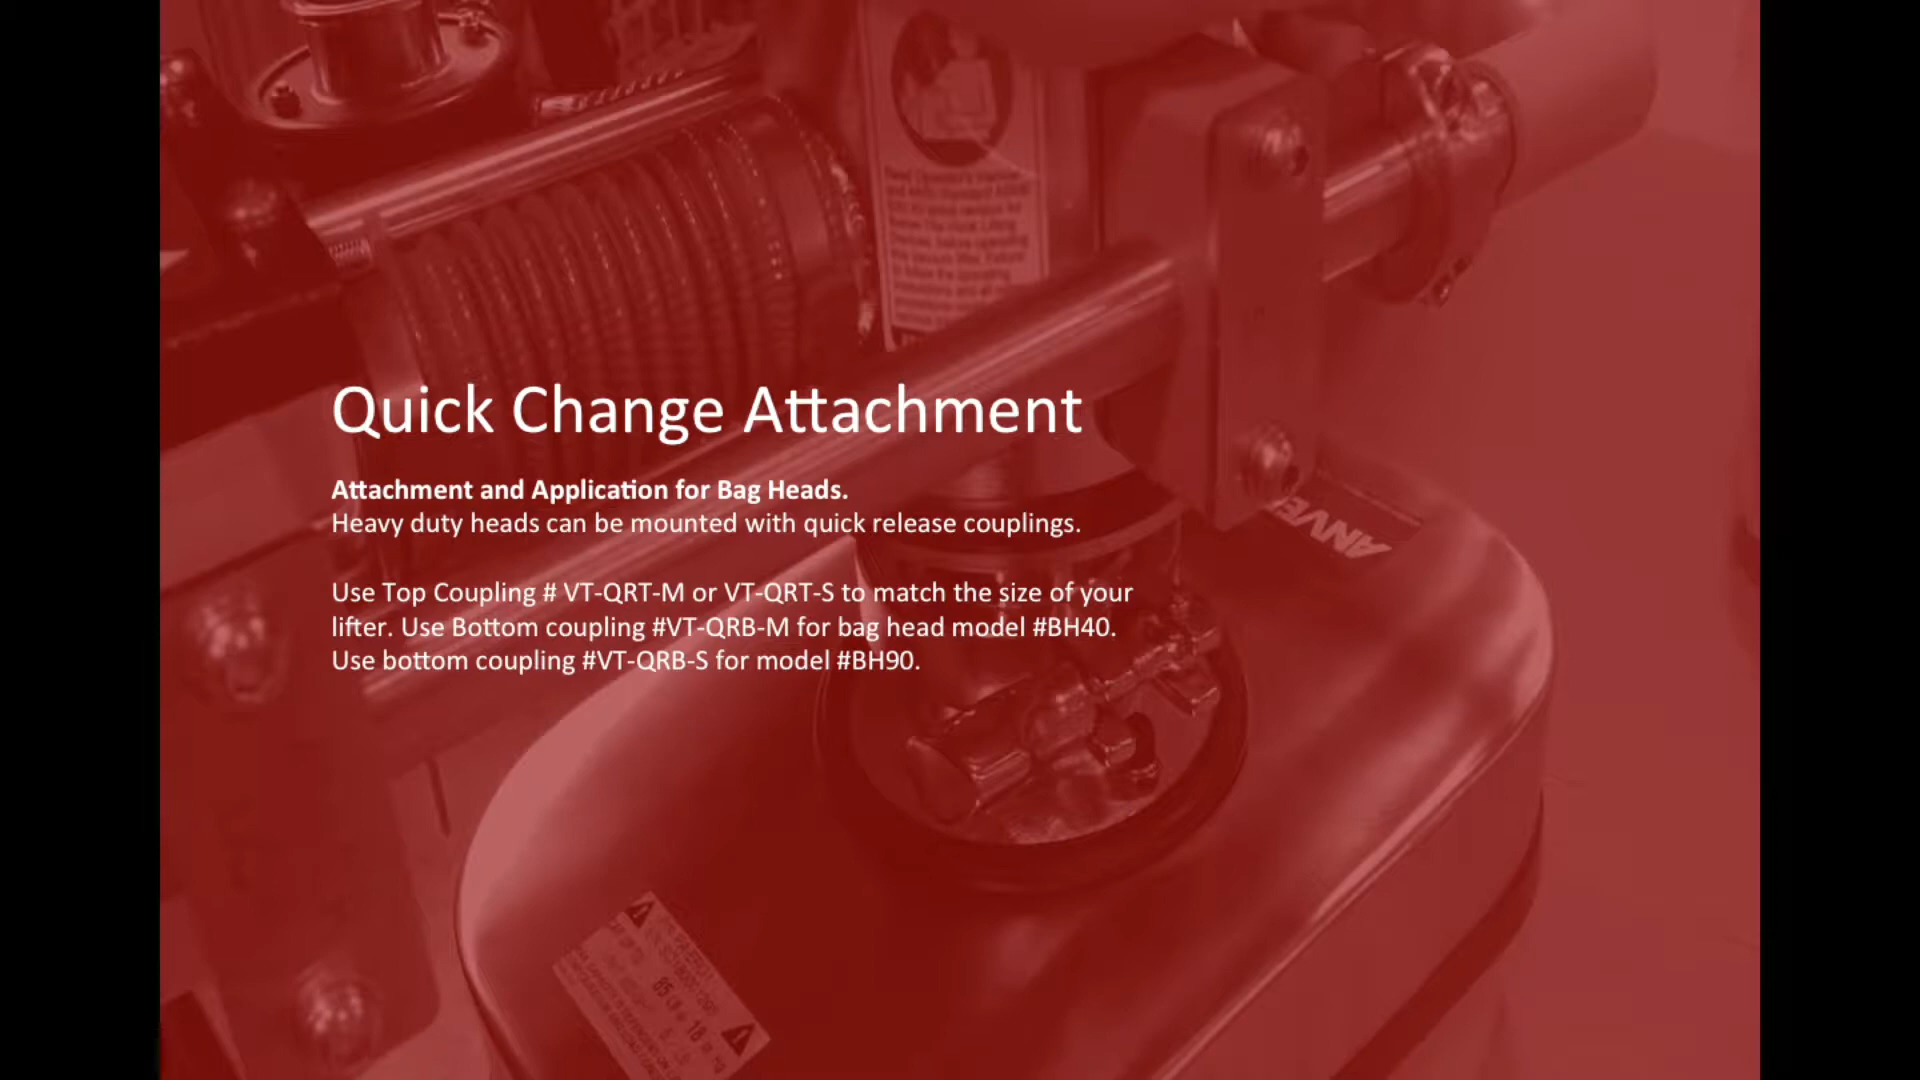 Quick Change Attachment
Attachment and Application for Bag Heads.
Heavy duty heads can be mounted with quick release couplings.
Use Top Coupling # VT-QRT-M or VT-QRT-S to match the size of your
lifter. Use Bottom coupling #VT-QRB-M for bag head model #BH40.
Use bottom coupling #VT-QRB-S for model #BH90.
ANVE